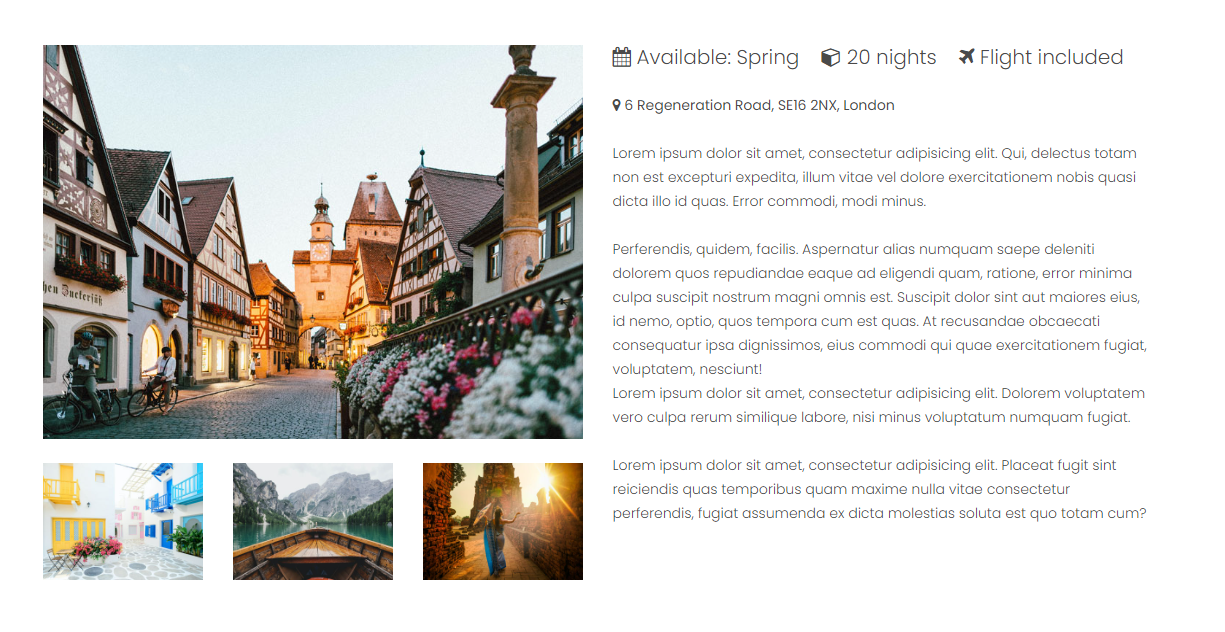 Available: Spring 20 nights Flight included
6 Regeneration Road, SE16 2NX, London
Lorem ipsum dolor sit amet, consectetur adipisicing elit. Qui, delectus totam
non est excepturi expedita, illum vitae vel dolore exercitationem nobis quasi
dicta illo id quas. Error commodi, modi minus.
Perferendis, quidem, facilis. Aspernatur alias numquam saepe deleniti
dolorem quos repudiandae eaque ad eligendi quam, ratione, error minima
culpa suscipit nostrum magni omnis est. Suscipit dolor sint aut maiores eius,
id nemo, optio, quos tempora cum est quas. At recusandae obcaecati
consequatur ipsa dignissimos, eius commodi qui quae exercitationem fugiat,
voluptatem, nesciunt!
Lorem ipsum dolor sit amet, consectetur adipisicing elit. Dolorem voluptatem
vero culpa rerum similique labore, nisi minus voluptatum numquam fugiat.
Lorem ipsum dolor sit amet, consectetur adipisicing elit. Placeat fugit sint
reiciendis quas temporibus quam maxime nulla vitae consectetur
perferendis, fugiat assumenda ex dicta molestias soluta est quo totam cum?